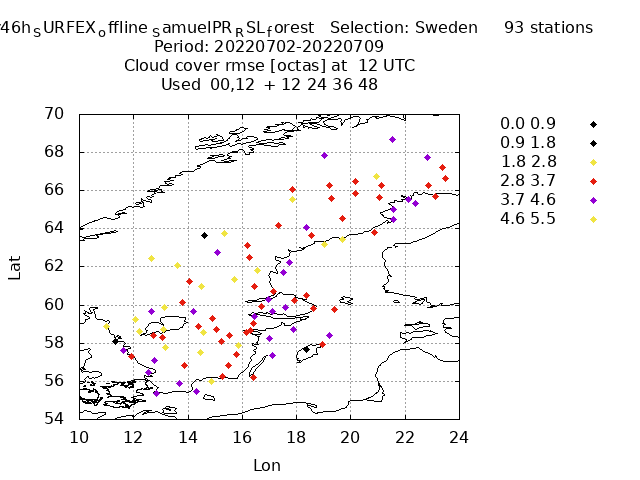 46h_SURFEX_offline_SamuelPR_RSL_forest Selection: Sweden 93 stations
Period: 20220702-20220709
Cloud cover rmse [octas] at 12 UTC
Used 00,12 + 12 24 36 48
70
68
66
64
62
60
58
56
54
10 12 14 16 18 20 22 24
Lat
Lon
0.0 0.9
0.9 1.8
1.8 2.8
2.8 3.7
3.7 4.6
4.6 5.5